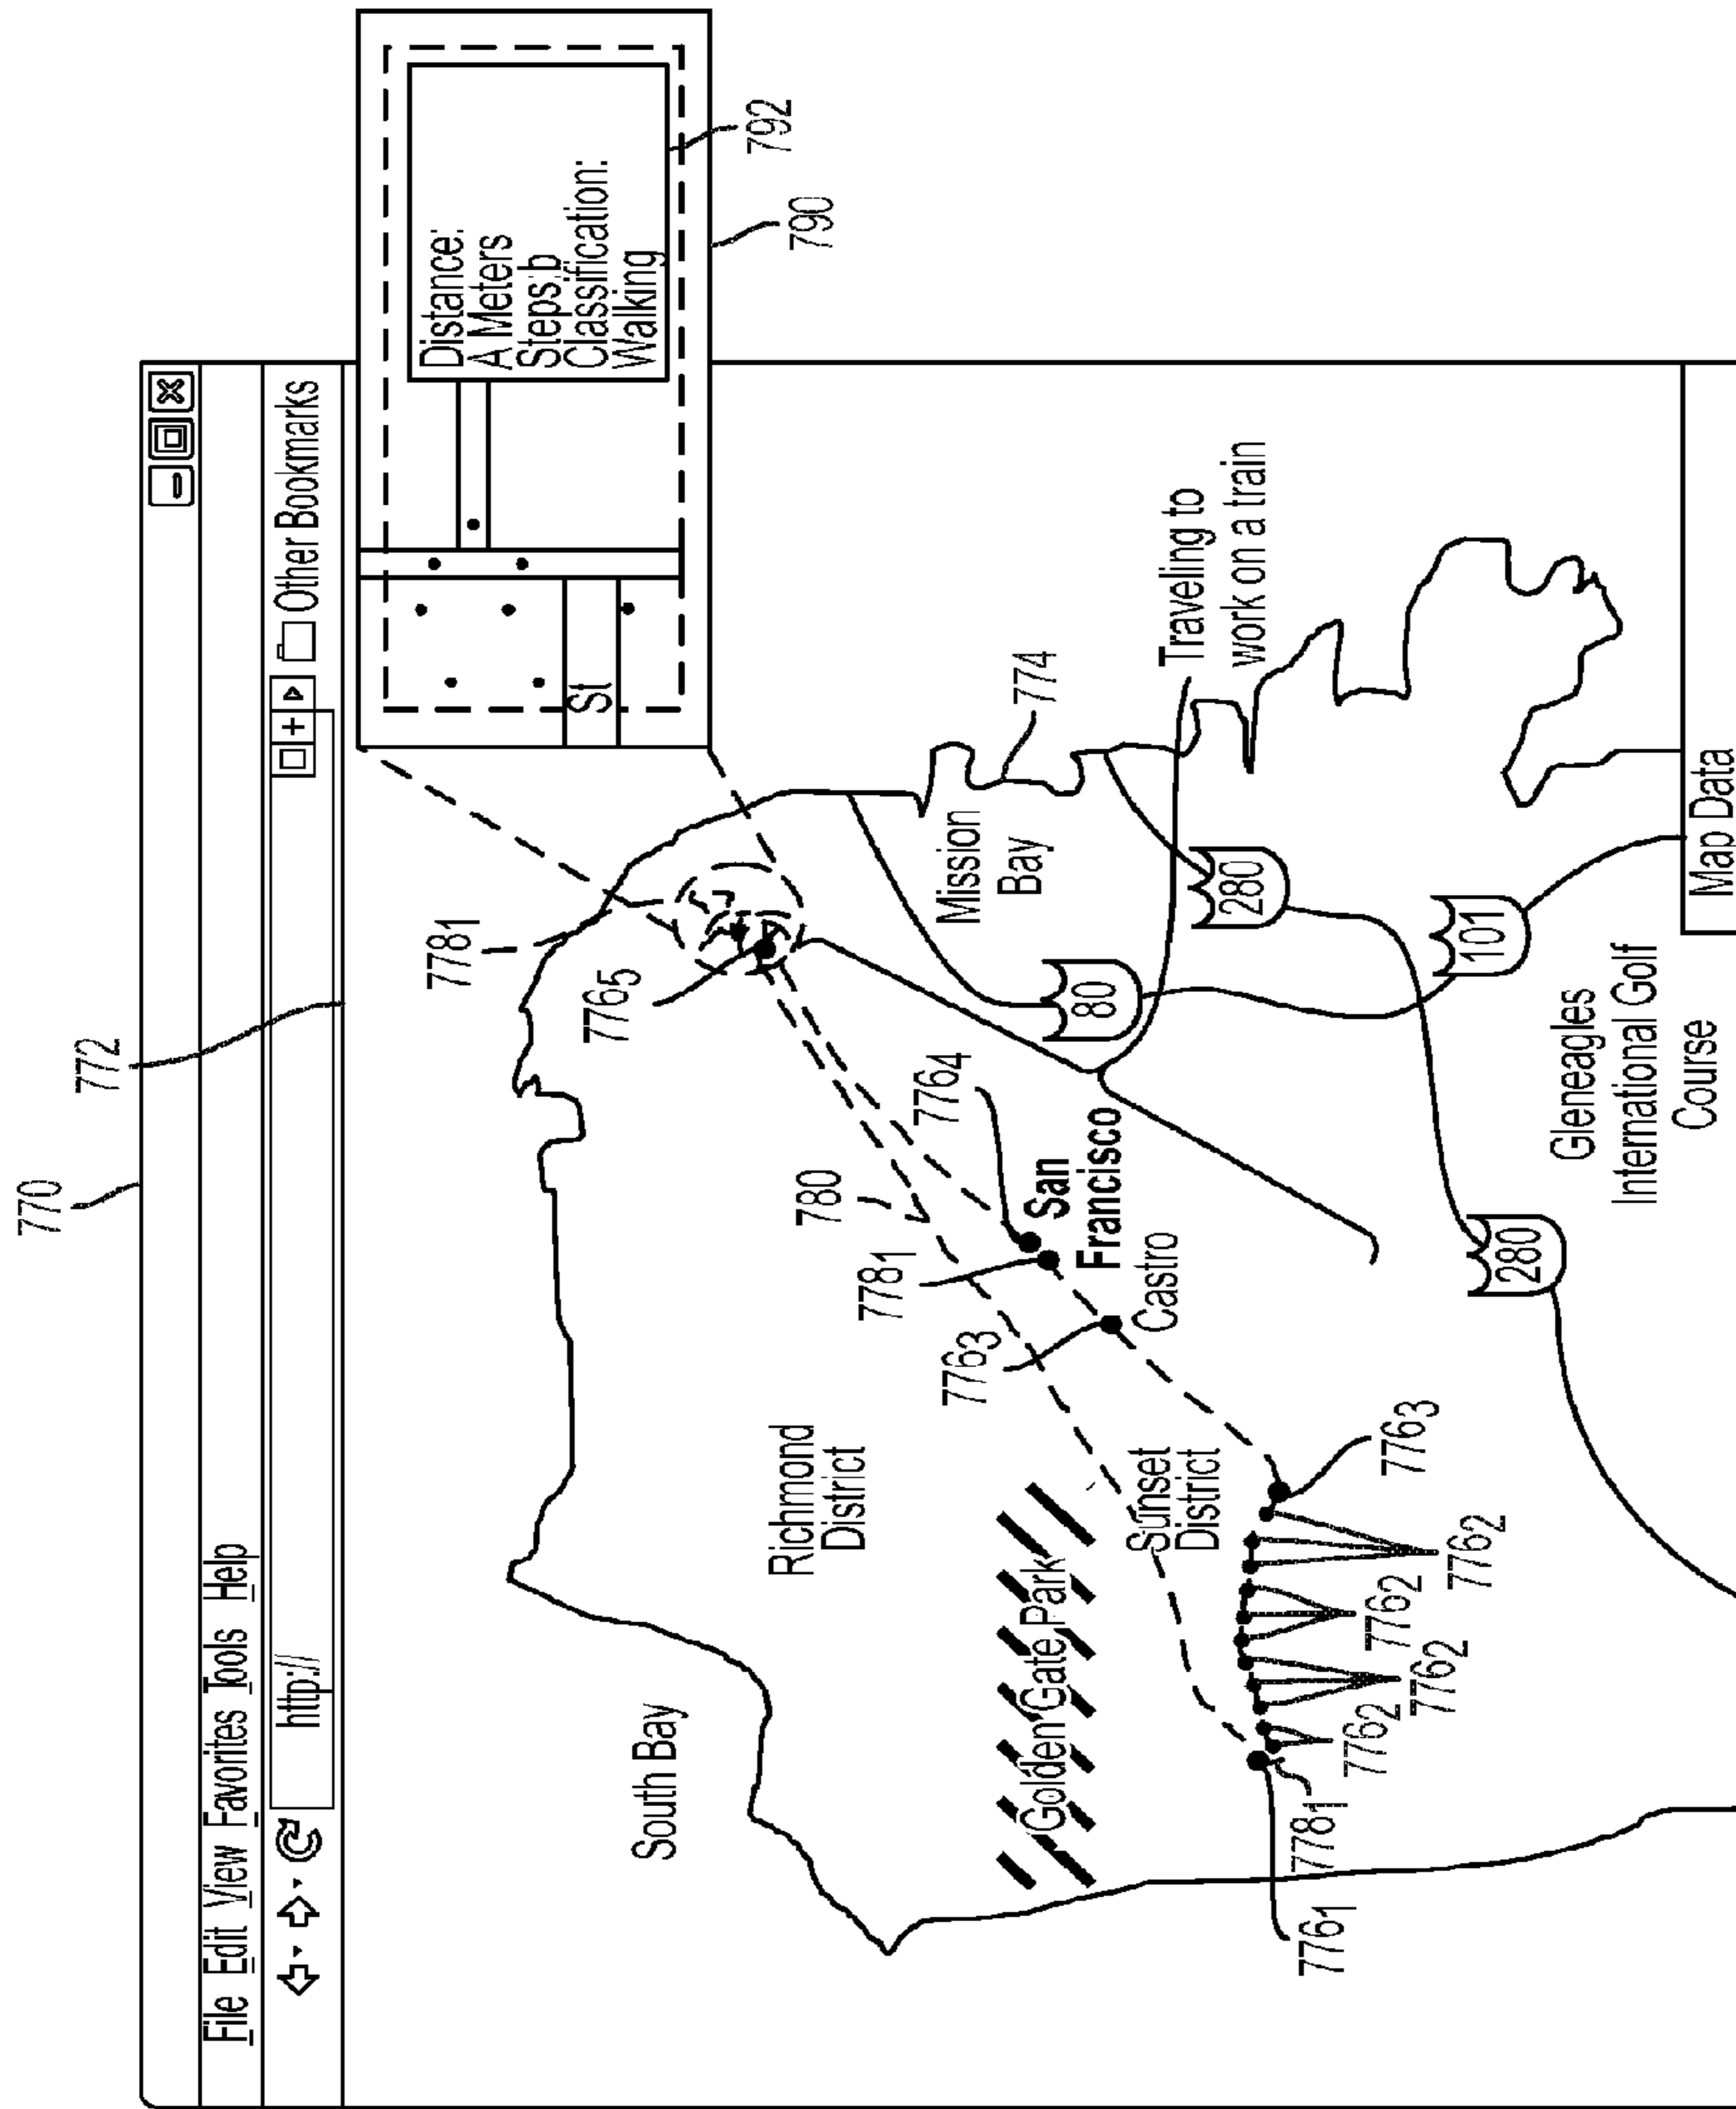 770
772
File Edit View Favorites Tools Help
http://
Other Bookmarks
Distance:
A Meters
Steps:b
Classification:
Walking
St
792
790
778₁
776₅
South Bay
Richmond
District
780
776₄
778₁
776₃
Mission
Bay
774
San
Francisco
Castro
Golden Gate Park
Sunset
District
80
Traveling to
work on a train
280
101
776₁
778₁
776₂
776₂
776₂
776₂
776₃
280
Gleneagles
International Golf
Course
Map Data